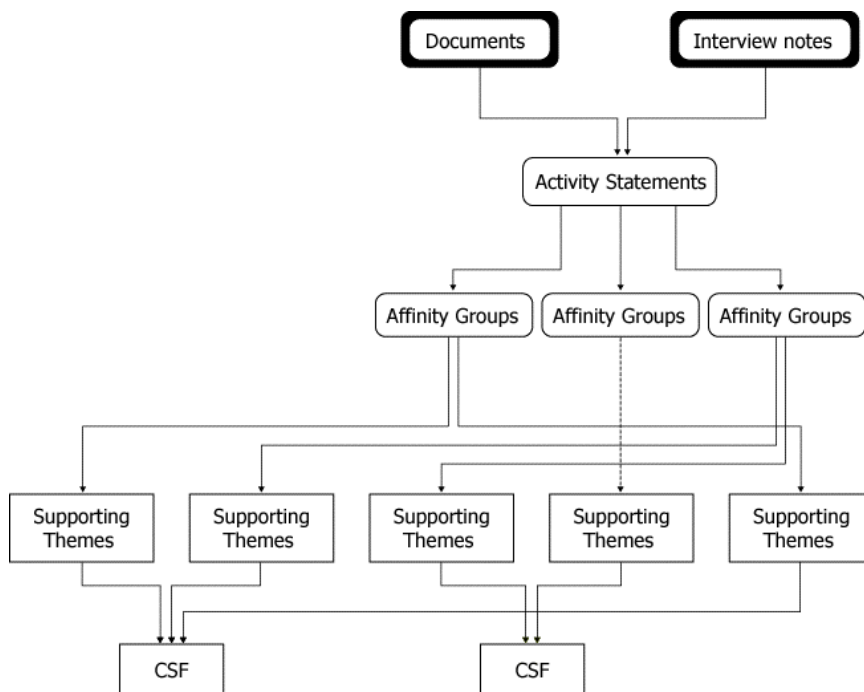 Documents
Interview notes
Activity Statements
Affinity Groups
Affinity Groups
Affinity Groups
Supporting
Themes
Supporting
Themes
Supporting
Themes
Supporting
Themes
Supporting
Themes
CSF
CSF